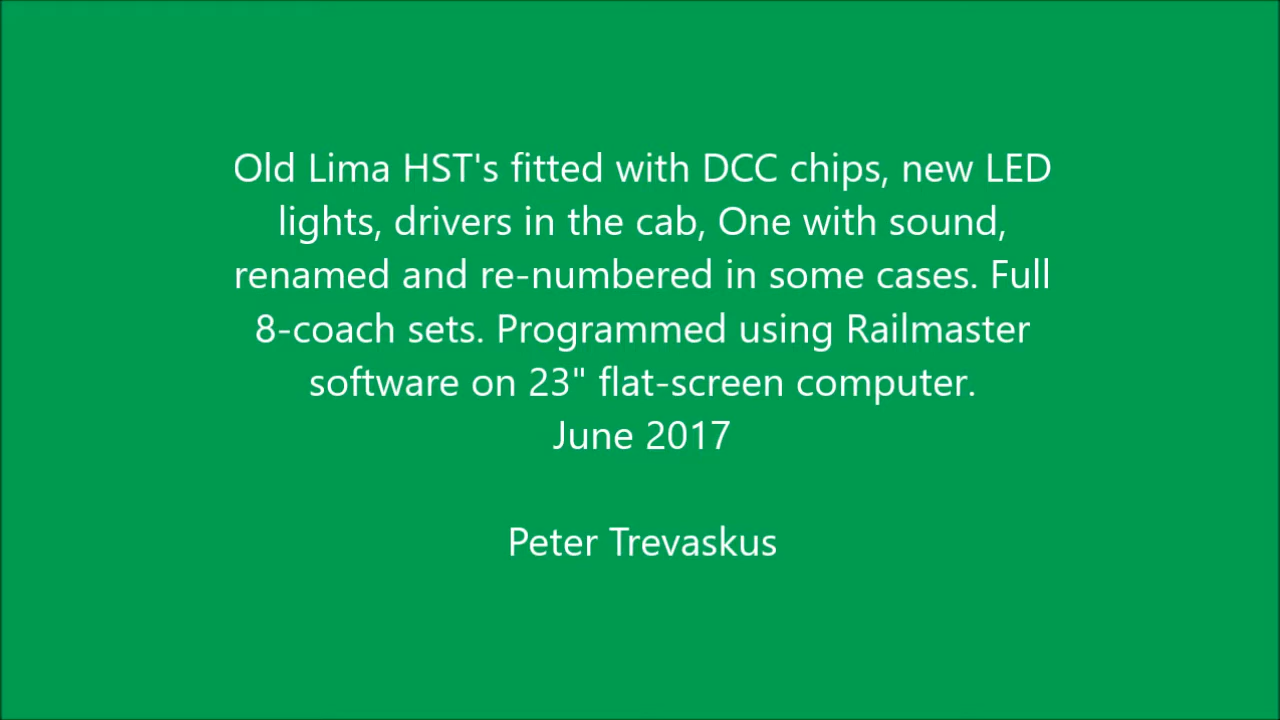 Old Lima HST's fitted with DCC chips, new LED
lights, drivers in the cab, One with sound,
renamed and re-numbered in some cases. Full
8-coach sets. Programmed using Railmaster
software on 23" flat-screen computer.
June 2017
Peter Trevaskus